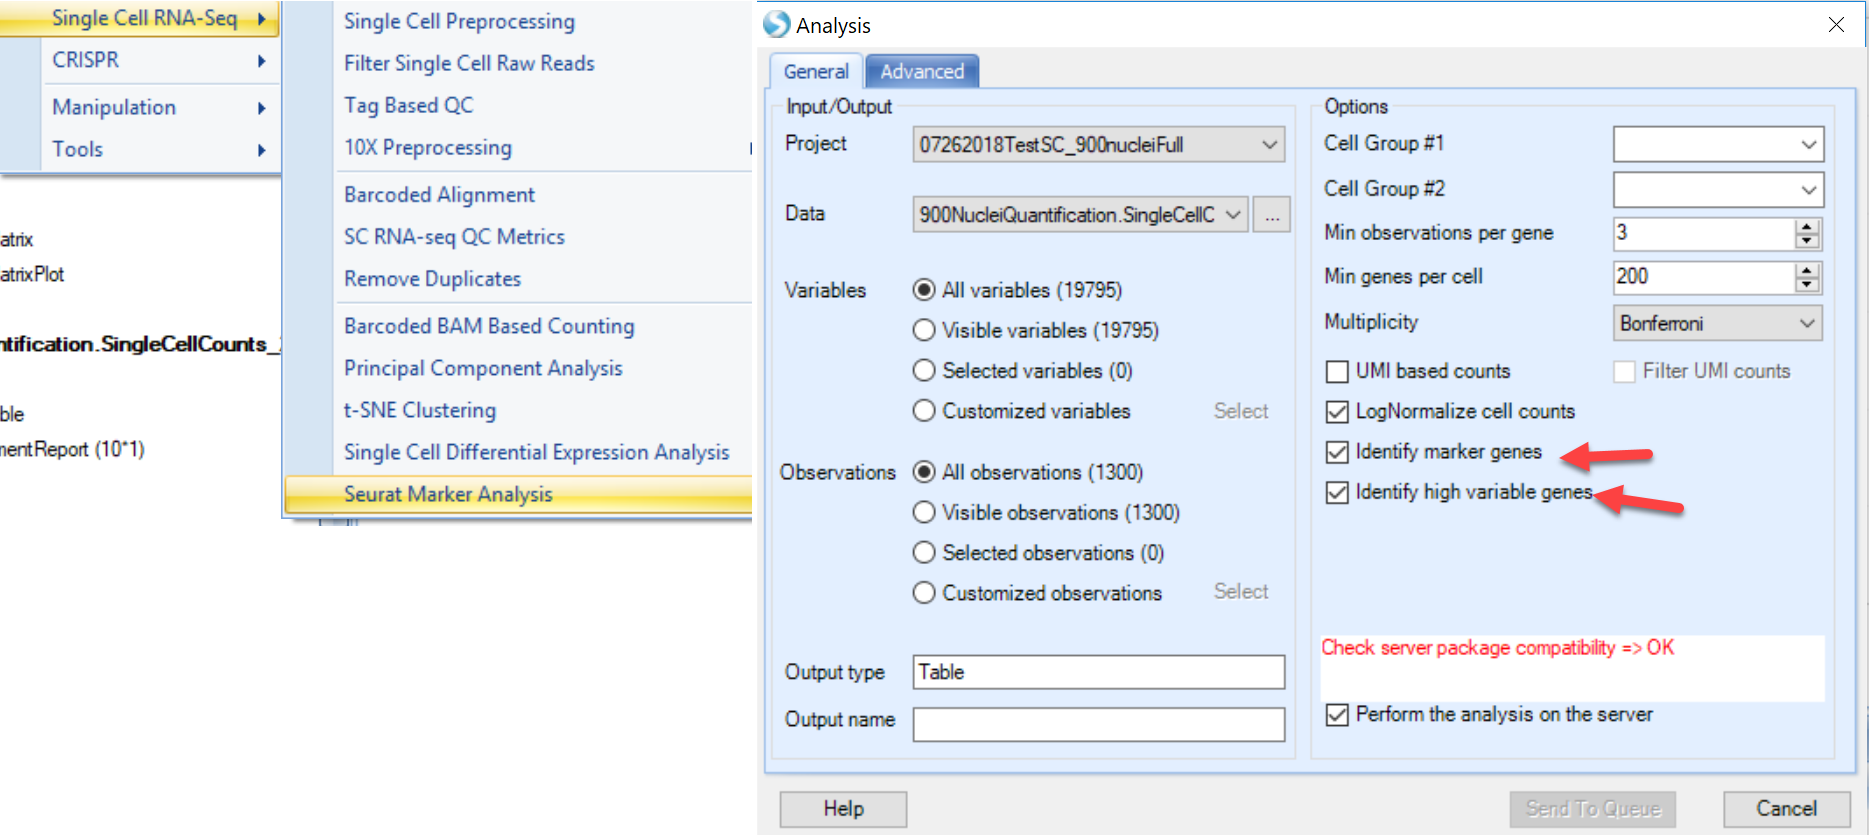 Single Cell RNA-Seq
CRISPR
Manipulation
Tools
atrix
atrixPlot
ntification.SingleCellCounts_
ble
mentReport (10*1)
Single Cell Preprocessing
Filter Single Cell Raw Reads
Tag Based QC
10X Preprocessing
Barcoded Alignment
SC RNA-seq QC Metrics
Remove Duplicates
Barcoded BAM Based Counting
Principal Component Analysis
t-SNE Clustering
Single Cell Differential Expression Analysis
Seurat Marker Analysis
Analysis
General Advanced
Input/Output
Project 07262018TestSC_900nucleiFull
Data 900NucleiQuantification.SingleCellC ...
Variables All variables (19795)
Visible variables (19795)
Selected variables (0)
Customized variables Select
Observations All observations (1300)
Visible observations (1300)
Selected observations (0)
Customized observations Select
Output type Table
Output name
Options
Cell Group #1
Cell Group #2
Min observations per gene 3
Min genes per cell 200
Multiplicity Bonferroni
UMI based counts Filter UMI counts
LogNormalize cell counts
Identify marker genes
Identify high variable genes
Check server package compatibility => OK
Perform the analysis on the server
Help Send To Queue Cancel